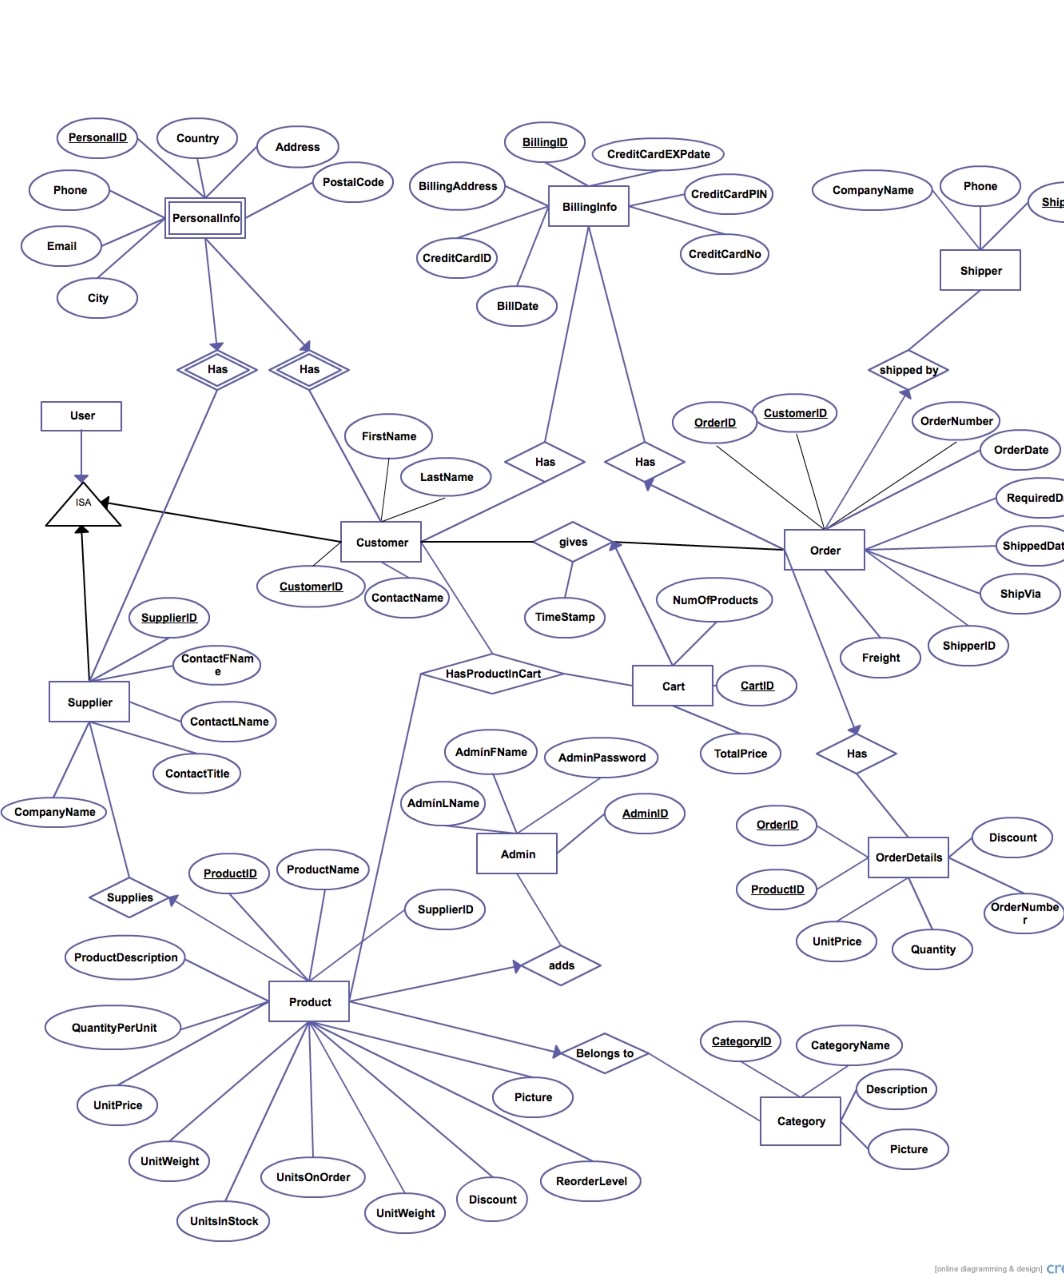 PersonalID
Country
Address
PostalCode
Phone
PersonalInfo
Email
City
BillingID
CreditCardEXPdate
BillingAddress
CreditCardPIN
BillingInfo
CreditCardID
CreditCardNo
BillDate
CompanyName
Phone
Ship
Shipper
Has
Has
shipped by
User
ISA
FirstName
LastName
Has
Has
OrderID
CustomerID
OrderNumber
OrderDate
RequiredD
ShippedDat
ShipVia
ShipperID
Freight
Order
Customer
gives
CustomerID
ContactName
TimeStamp
NumOfProducts
SupplierID
ContactFNam
e
Supplier
ContactLName
ContactTitle
CompanyName
HasProductInCart
Cart
CartID
TotalPrice
Has
AdminFName
AdminPassword
AdminLName
AdminID
Admin
OrderID
Discount
OrderDetails
ProductID
OrderNumbe
r
UnitPrice
Quantity
Supplies
ProductID
ProductName
SupplierID
ProductDescription
adds
Product
QuantityPerUnit
UnitPrice
Belongs to
CategoryID
CategoryName
Description
Category
Picture
Picture
UnitWeight
UnitsOnOrder
ReorderLevel
Discount
UnitWeight
UnitsInStock
[online diagramming & design] cre